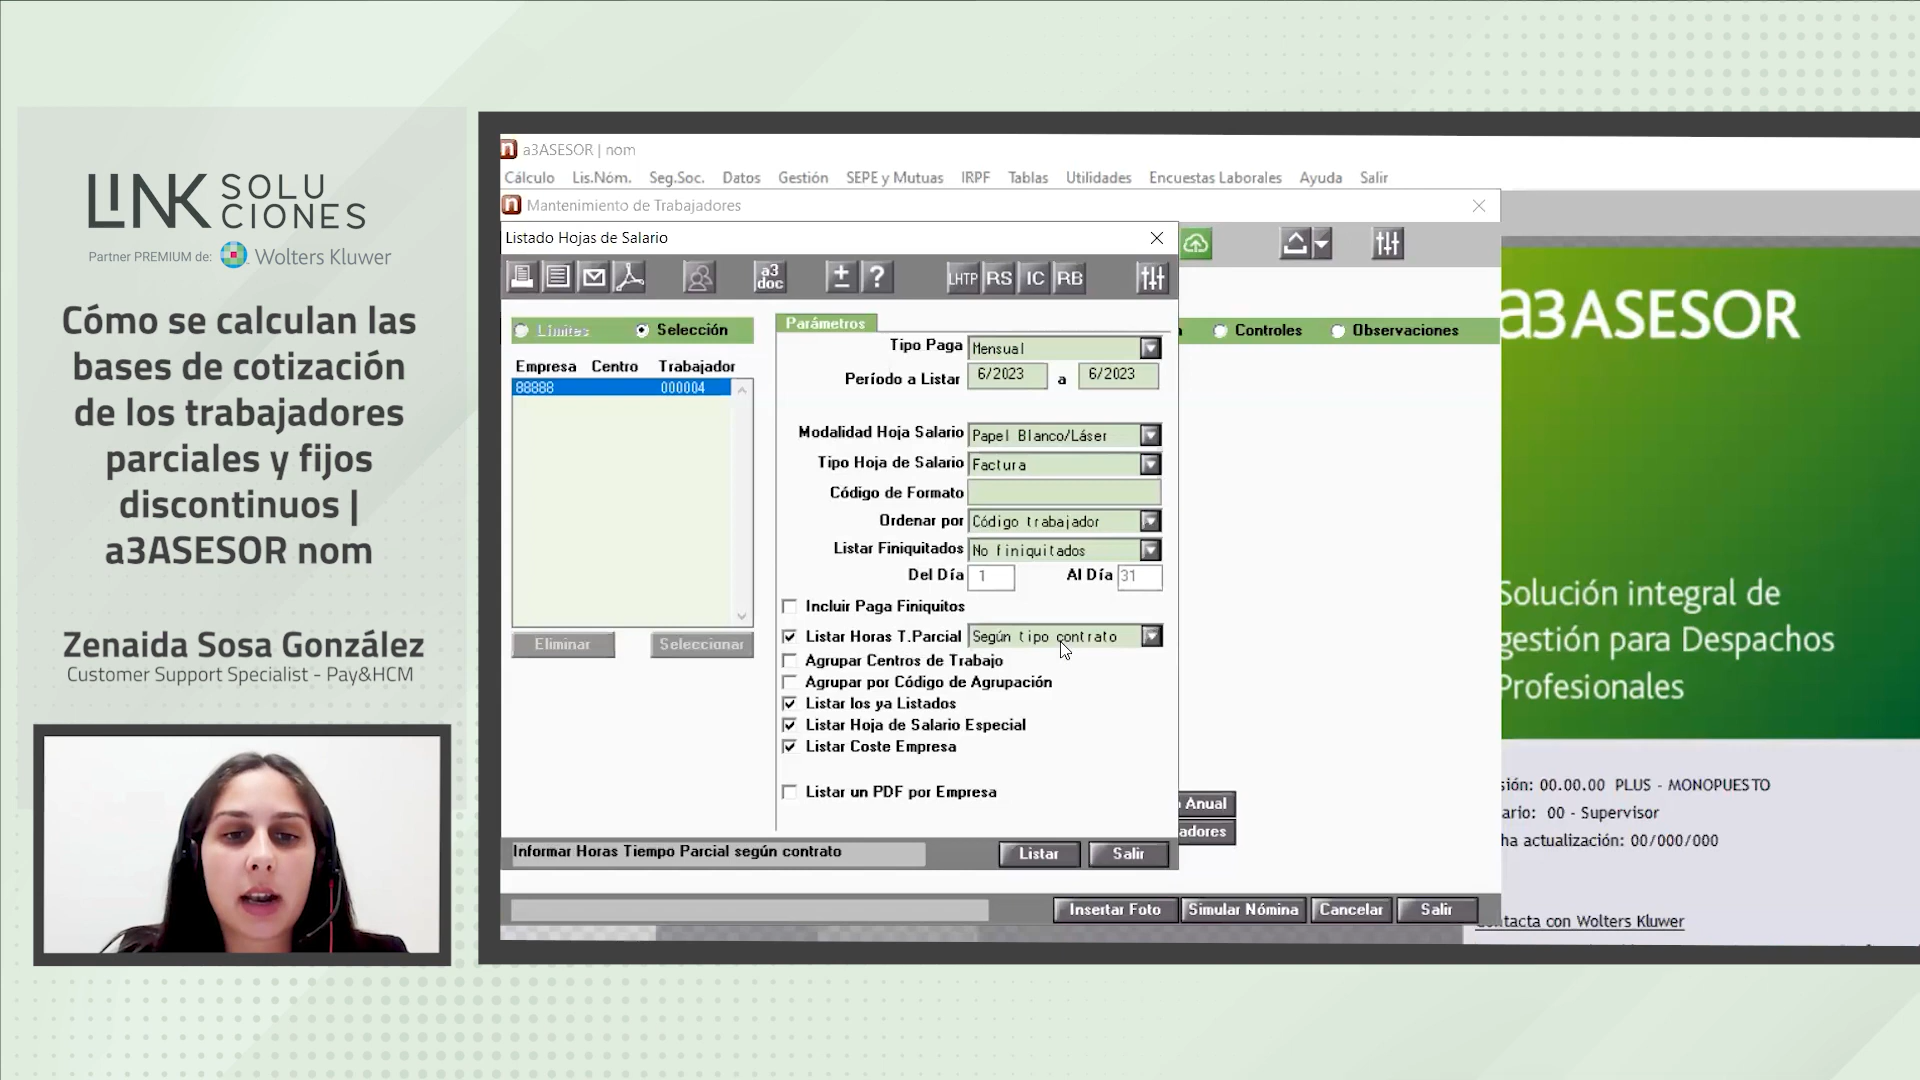 LINK SOLUCIONES
Partner PREMIUM de: Wolters Kluwer
Cómo se calculan las
bases de cotización
de los trabajadores
parciales y fijos
discontinuos |
a3ASESOR nom
Zenaida Sosa González
Customer Support Specialist - Pay&HCM
a3ASESOR | nom
Cálculo Lis.Nóm. Seg.Soc. Datos Gestión SEPE y Mutuas IRPF Tablas Utilidades Encuestas Laborales Ayuda Salir
Mantenimiento de Trabajadores
Listado Hojas de Salario
a3 doc ± ? LHTP RS IC RB
Límites Selección
Empresa Centro Trabajador
88888 000004
Eliminar Seleccionar
Parámetros
Tipo Paga Mensual
Período a Listar 6/2023 a 6/2023
Modalidad Hoja Salario Papel Blanco/Láser
Tipo Hoja de Salario Factura
Código de Formato
Ordenar por Código trabajador
Listar Finiquitados No finiquitados
Del Día 1 Al Día 31
Incluir Paga Finiquitos
Listar Horas T.Parcial Según tipo contrato
Agrupar Centros de Trabajo
Agrupar por Código de Agrupación
Listar los ya Listados
Listar Hoja de Salario Especial
Listar Coste Empresa
Listar un PDF por Empresa
Informar Horas Tiempo Parcial según contrato
Listar Salir
Controles Observaciones
Anual
adores
Insertar Foto Simular Nómina Cancelar Salir
a3ASESOR
Solución integral de
gestión para Despachos
Profesionales
sión: 00.00.00 PLUS - MONOPUESTO
ario: 00 - Supervisor
ha actualización: 00/000/000
Contacta con Wolters Kluwer